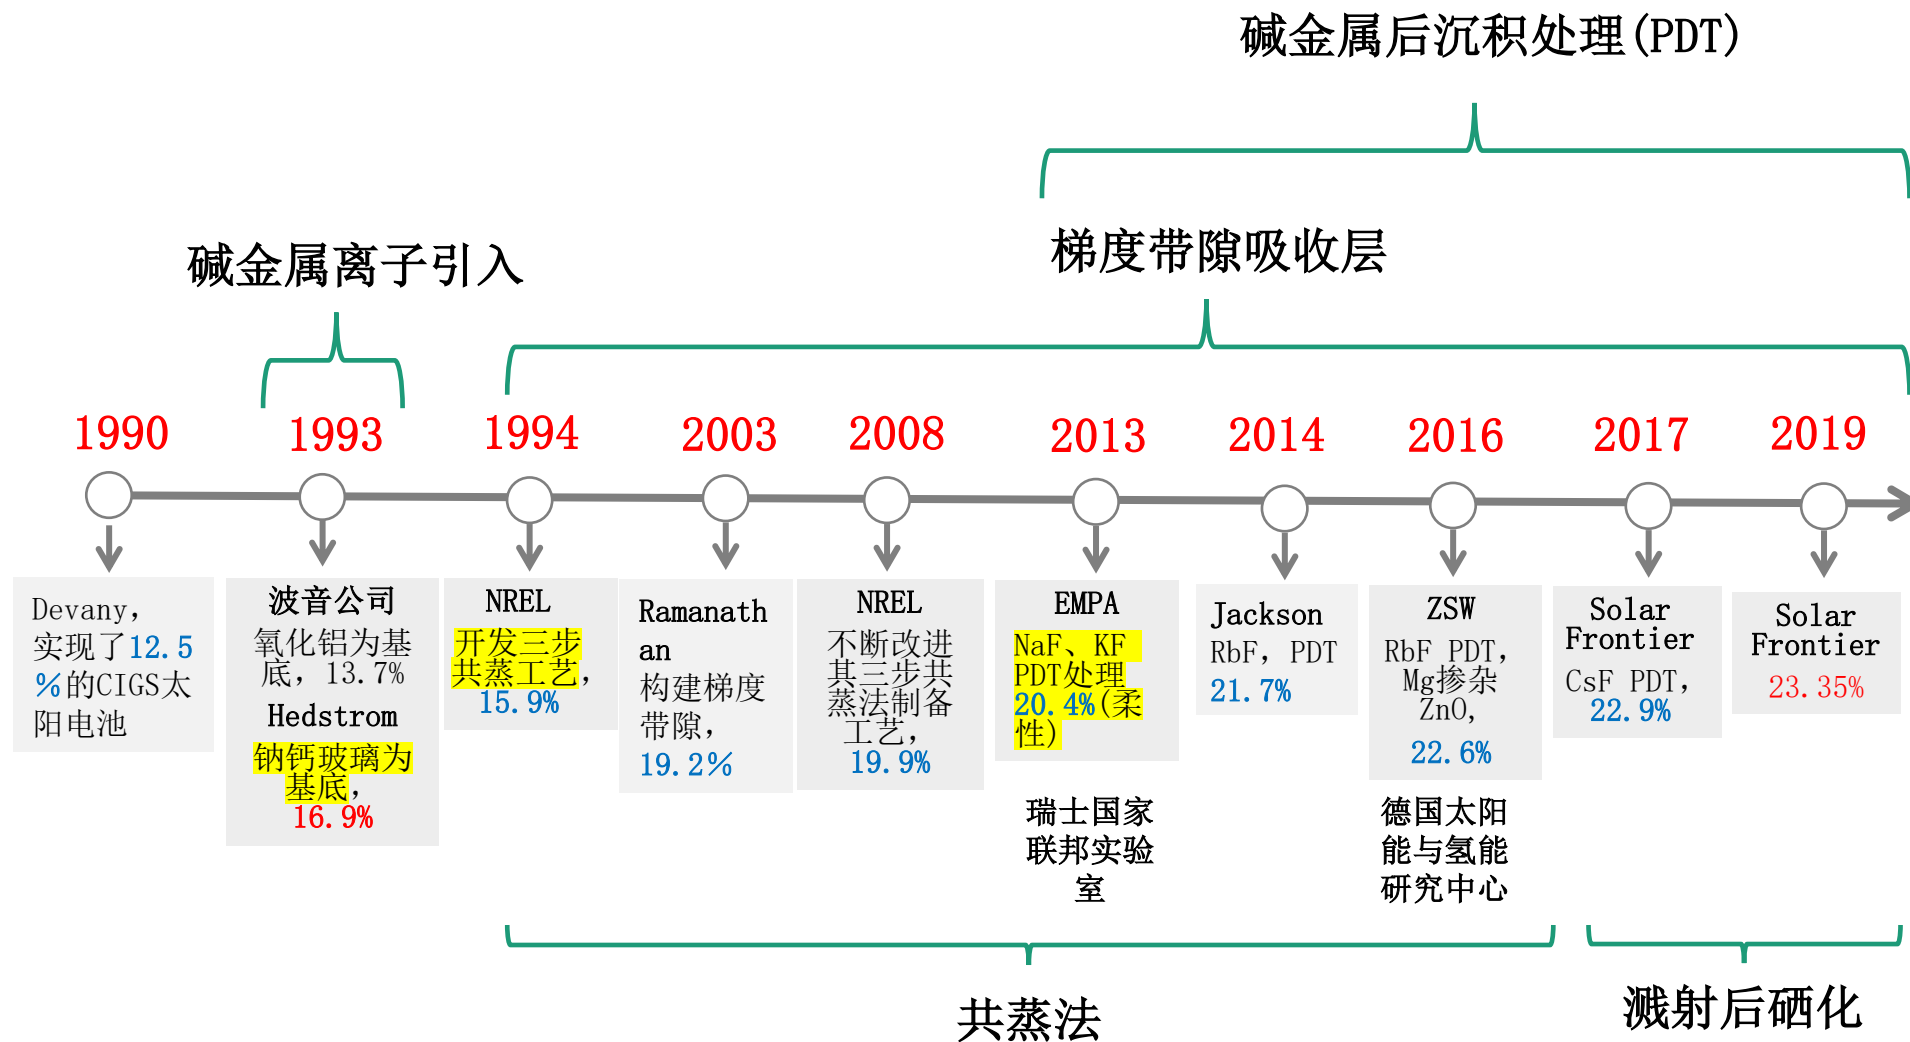 碱金属后沉积处理(PDT)
梯度带隙吸收层
碱金属离子引入
1990
1993
1994
2003
2008
2013
2014
2016
2017
2019
Devany,
实现了12.5
%的CIGS太
阳电池
波音公司
氧化铝为基
底, 13.7%
Hedstrom
钠钙玻璃为
基底,
16.9%
NREL
开发三步
共蒸工艺,
15.9%
Ramanath
an
构建梯度
带隙,
19.2%
NREL
不断改进
其三步共
蒸法制备
工艺,
19.9%
EMPA
NaF、KF
PDT处理
20.4%(柔
性)
瑞士国家
联邦实验
室
Jackson
RbF, PDT
21.7%
ZSW
RbF PDT,
Mg掺杂
ZnO,
22.6%
德国太阳
能与氢能
研究中心
Solar
Frontier
CsF PDT,
22.9%
Solar
Frontier
23.35%
共蒸法
溅射后硒化